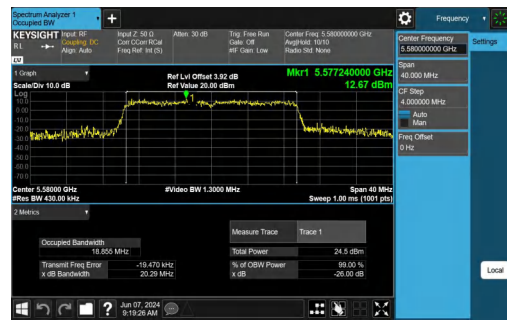 Spectrum Analyzer 1
Occupied BW
+
Frequency
KEYSIGHT
RL
Input: RF
Coupling: DC
Align: Auto
Input Z: 50 Ω
Corr CCorr RCal
Freq Ref: Int (S)
Atten: 30 dB
Trig: Free Run
Gate: Off
#IF Gain: Low
Center Freq: 5.580000000 GHz
Avg|Hold: 10/10
Radio Std: None
Center Frequency
5.580000000 GHz
Settings
LV
1 Graph
Scale/Div 10.0 dB
Ref Lvl Offset 3.92 dB
Ref Value 20.00 dBm
Mkr1 5.577240000 GHz
12.67 dBm
Span
40.000 MHz
CF Step
4.000000 MHz
Auto
Man
Freq Offset
0 Hz
Log
10.0
0.00
-10.0
-20.0
-30.0
-40.0
-50.0
-60.0
-70.0
1
Center 5.58000 GHz
#Res BW 430.00 kHz
#Video BW 1.3000 MHz
Span 40 MHz
Sweep 1.00 ms (1001 pts)
2 Metrics
Measure Trace
Trace 1
Occupied Bandwidth
18.855 MHz
Total Power
24.5 dBm
Transmit Freq Error
-19.470 kHz
% of OBW Power
99.00 %
x dB Bandwidth
20.29 MHz
x dB
-26.00 dB
Local
?
Jun 07, 2024
9:19:26 AM